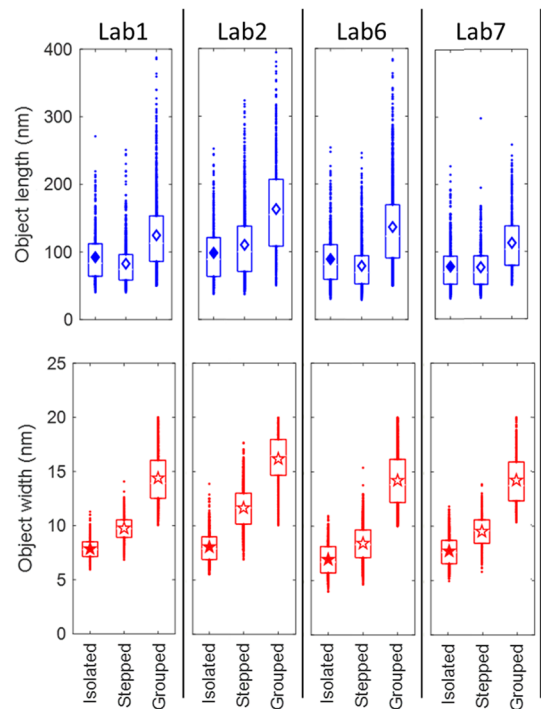 Lab1 Lab2 Lab6 Lab7
Object length (nm)
400
300
200
100
0
Object width (nm)
25
20
15
10
5
0
Isolated Stepped Grouped Isolated Stepped Grouped Isolated Stepped Grouped Isolated Stepped Grouped